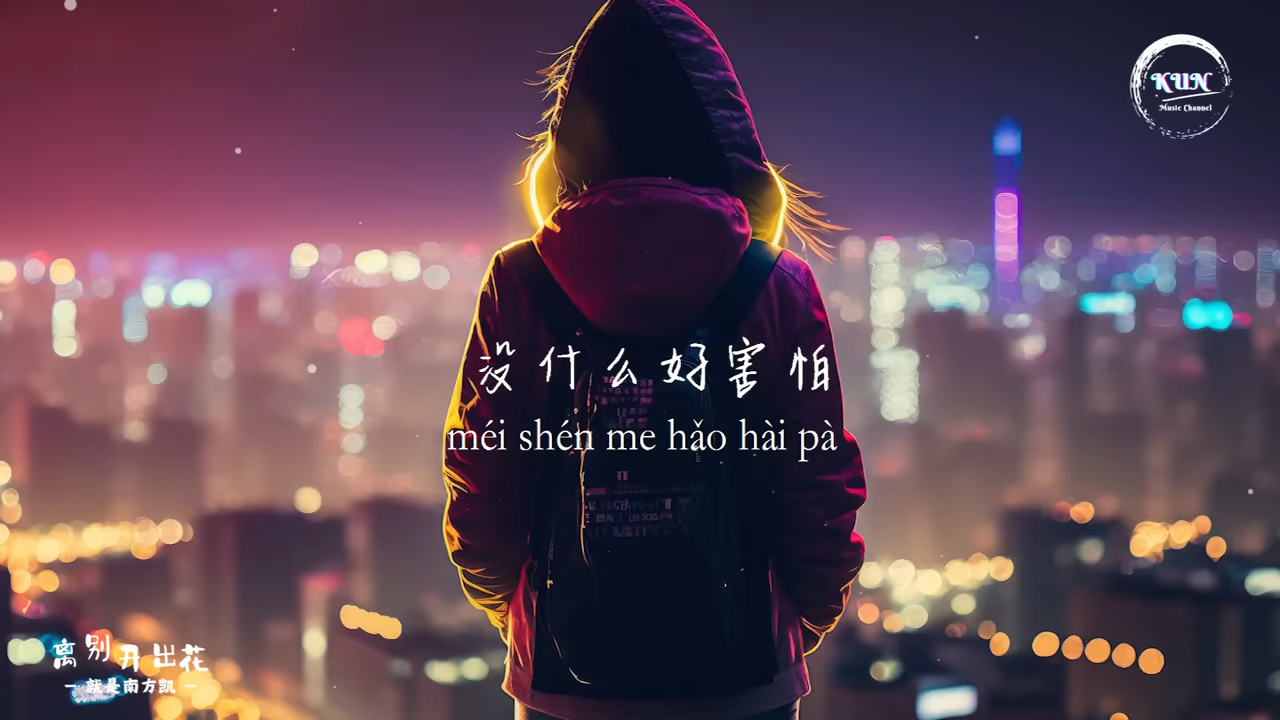 KUN
Music Channel
没什么好害怕
méi shén me hǎo hài pà
离别开出花
— 就是南方凯 —